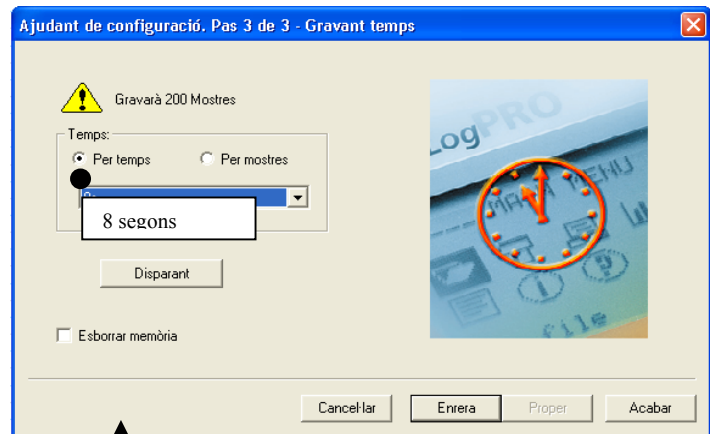 Ajudant de configuració. Pas 3 de 3 - Gravant temps
Gravarà 200 Mostres
Temps:
Per temps Per mostres
8 segons
Disparant
Esborrar memòria
LogPRO
MAIN MENU
file
Cancel·lar Enrera Proper Acabar